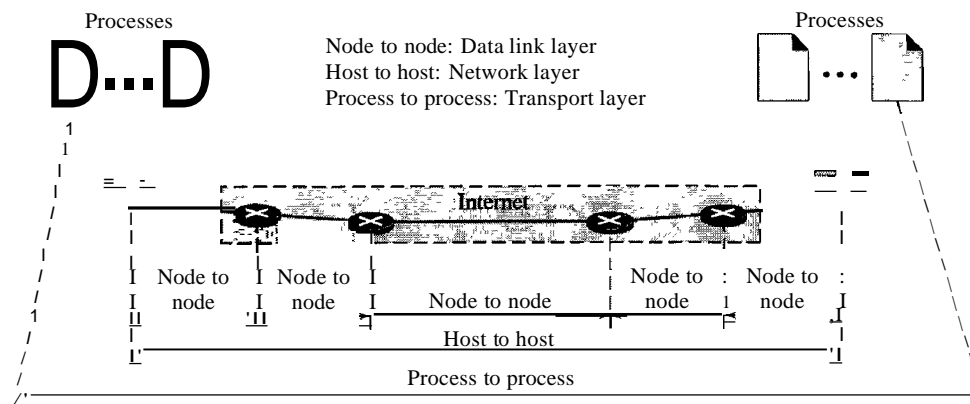 Processes
Processes
D...D
Node to node: Data link layer
Host to host: Network layer
Process to process: Transport layer
Internet
Node to
node
Node to
node
Node to node
Node to
node
Node to
node
Host to host
Process to process